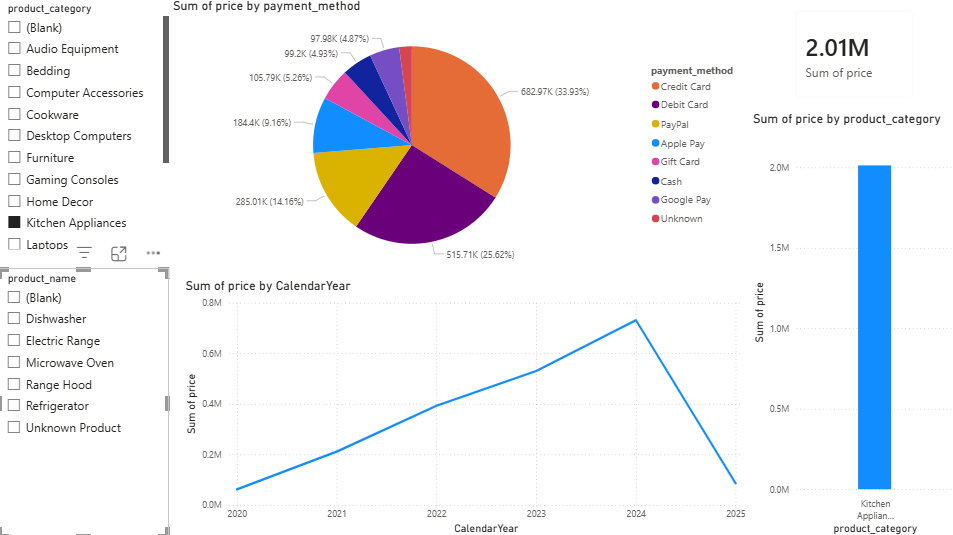 product_category
(Blank)
Audio Equipment
Bedding
Computer Accessories
Cookware
Desktop Computers
Furniture
Gaming Consoles
Home Decor
Kitchen Appliances
Laptops
product_name
(Blank)
Dishwasher
Electric Range
Microwave Oven
Range Hood
Refrigerator
Unknown Product
Sum of price by payment_method
97.98K (4.87%)
99.2K (4.93%)
105.79K (5.26%)
184.4K (9.16%)
285.01K (14.16%)
682.97K (33.93%)
515.71K (25.62%)
payment_method
Credit Card
Debit Card
PayPal
Apple Pay
Gift Card
Cash
Google Pay
Unknown
Sum of price by CalendarYear
Sum of price
0.8M
0.6M
0.4M
0.2M
0.0M
2020 2021 2022 2023 2024 2025
CalendarYear
2.01M
Sum of price
Sum of price by product_category
Sum of price
2.0M
1.5M
1.0M
0.5M
0.0M
Kitchen
Applian...
product_category